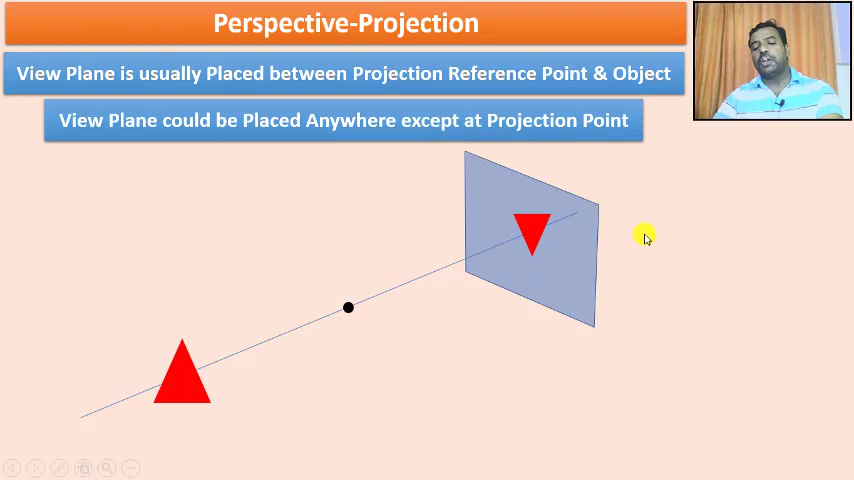 Perspective-Projection
View Plane is usually Placed between Projection Reference Point & Object
View Plane could be Placed Anywhere except at Projection Point